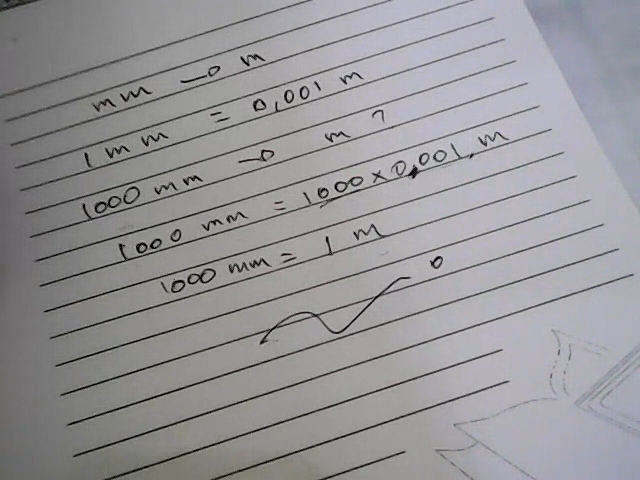 mm → m
1 mm = 0,001 m
1000 mm → m ?
1000 mm = 1000 x 0,001 m
1000 mm = 1 m